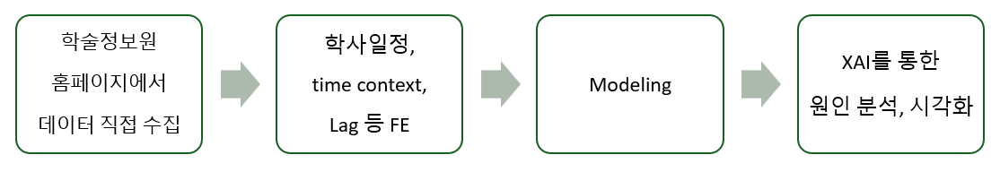 학술정보원
홈페이지에서
데이터 직접 수집
학사일정,
time context,
Lag 등 FE
Modeling
XAI를 통한
원인 분석, 시각화